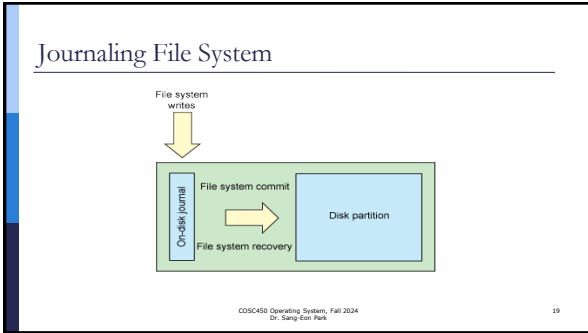 Journaling File System
File system
writes
On-disk journal
File system commit
File system recovery
Disk partition
COSC450 Operating System, Fall 2024
Dr. Sang-Eon Park
19